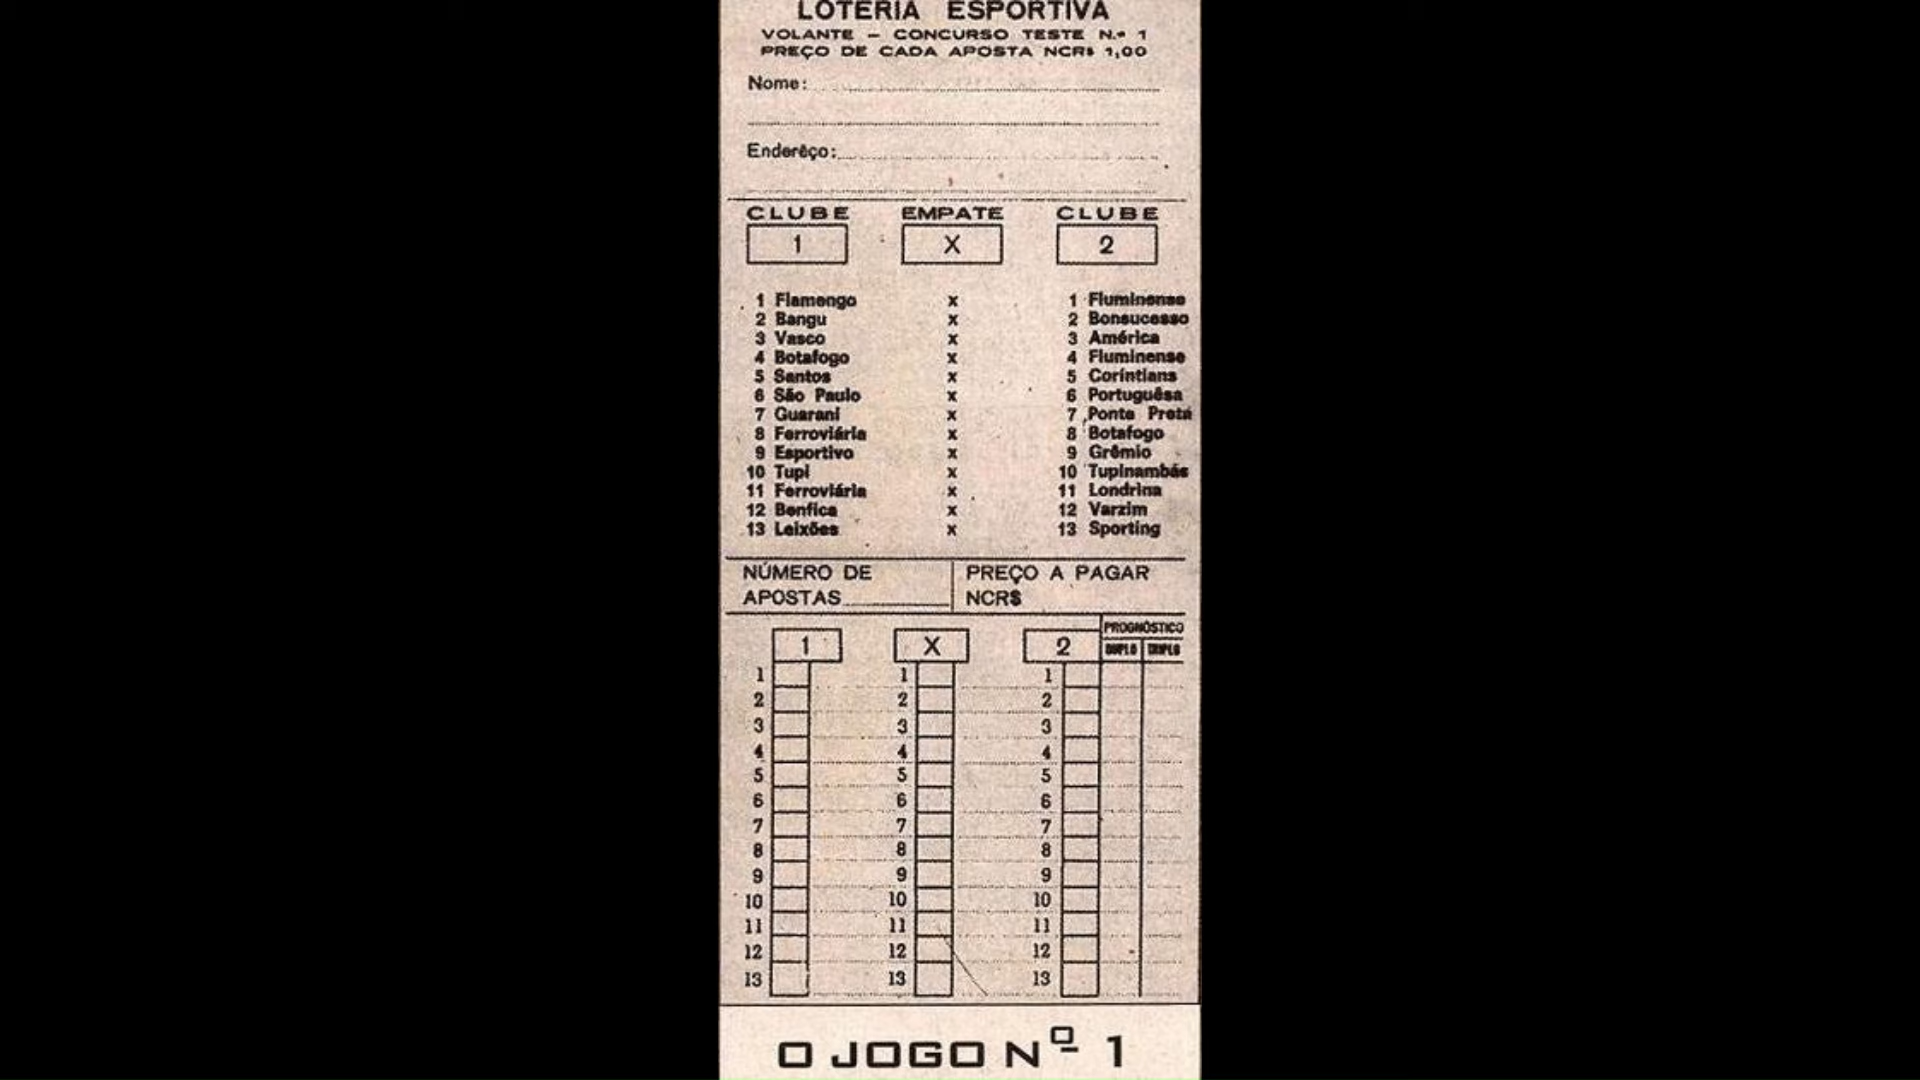 LOTERIA ESPORTIVA
VOLANTE — CONCURSO TESTE N.º 1
PREÇO DE CADA APOSTA NCR$ 1,00
Nome:
Enderêço:
CLUBE EMPATE CLUBE
1 X 2
1 Flamengo x 1 Fluminense
2 Bangu x 2 Bonsucesso
3 Vasco x 3 América
4 Botafogo x 4 Fluminense
5 Santos x 5 Coríntians
6 São Paulo x 6 Portuguêsa
7 Guarani x 7 Ponte Preta
8 Ferroviária x 8 Botafogo
9 Esportivo x 9 Grêmio
10 Tupi x 10 Tupinambás
11 Ferroviária x 11 Londrina
12 Benfica x 12 Varzim
13 Leixões x 13 Sporting
NÚMERO DE PREÇO A PAGAR
APOSTAS NCR$
PROGNÓSTICO
1 X 2 DUPLO TRIPLO
1 1 1
2 2 2
3 3 3
4 4 4
5 5 5
6 6 6
7 7 7
8 8 8
9 9 9
10 10 10
11 11 11
12 12 12
13 13 13
O JOGO Nº 1